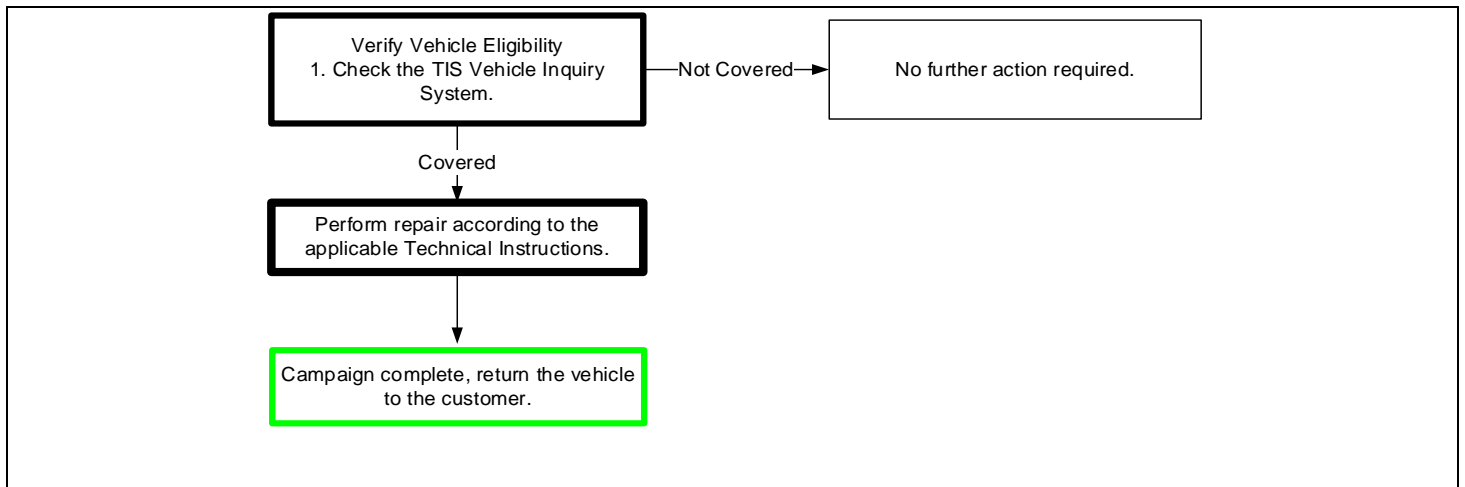 Verify Vehicle Eligibility
1. Check the TIS Vehicle Inquiry
System.
Not Covered
No further action required.
Covered
Perform repair according to the
applicable Technical Instructions.
Campaign complete, return the vehicle
to the customer.